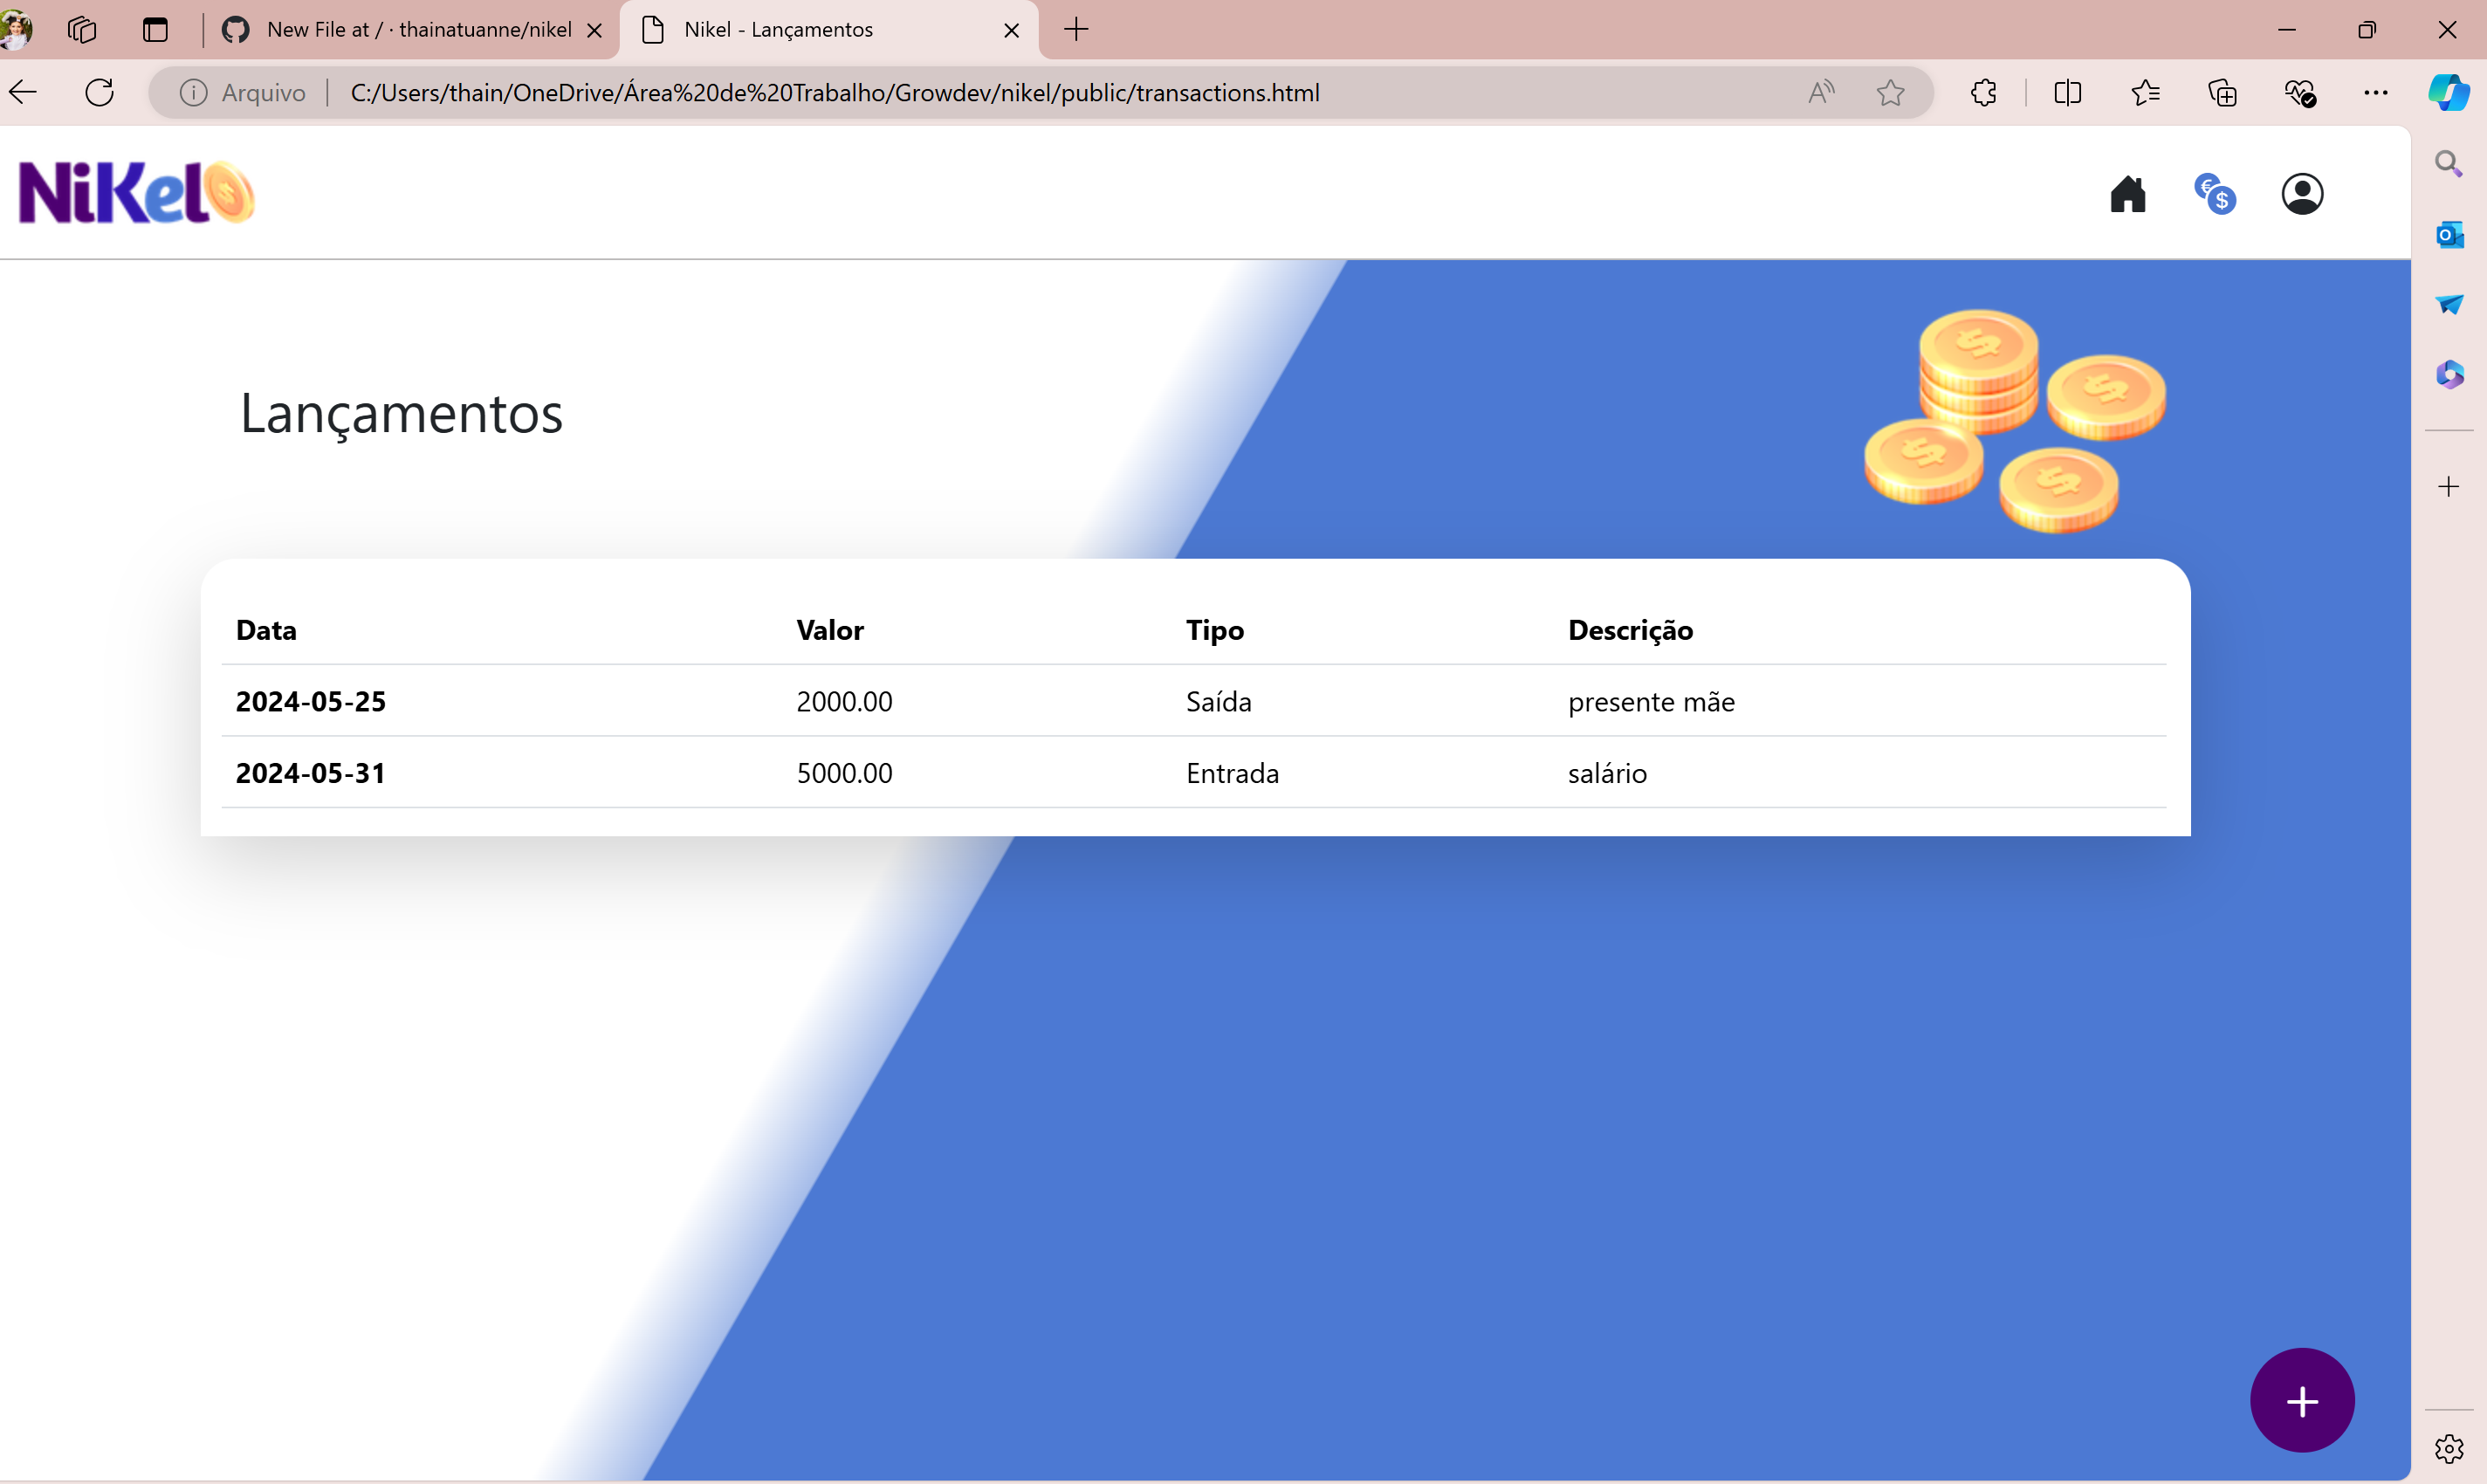 New File at / · thainatuanne/nikel
Nikel - Lançamentos
Arquivo
C:/Users/thain/OneDrive/Área%20de%20Trabalho/Growdev/nikel/public/transactions.html
NiKel
Lançamentos
Data Valor Tipo Descrição
2024-05-25 2000.00 Saída presente mãe
2024-05-31 5000.00 Entrada salário